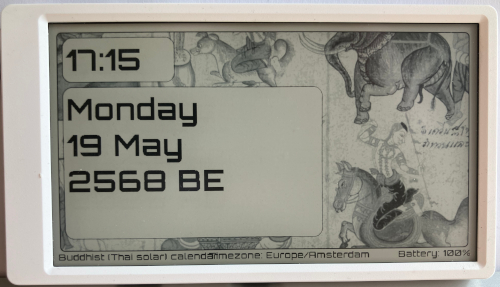 17:15
Monday
19 May
2568 BE
Buddhist (Thai solar) calendar
timezone: Europe/Amsterdam
Battery: 100%